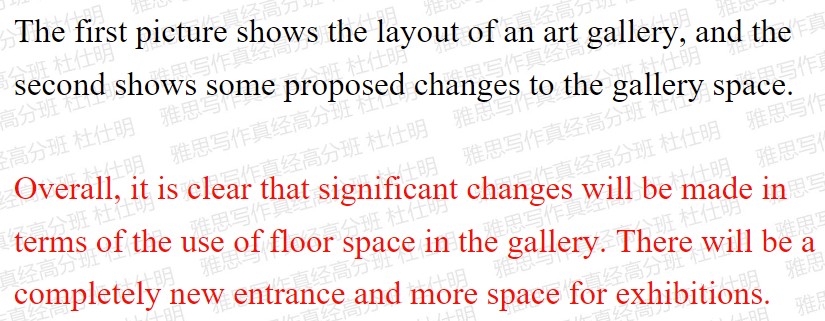 The first picture shows the layout of an art gallery, and the
second shows some proposed changes to the gallery space.
Overall, it is clear that significant changes will be made in
terms of the use of floor space in the gallery. There will be a
completely new entrance and more space for exhibitions.
雅思写作真经高分班 杜仕明